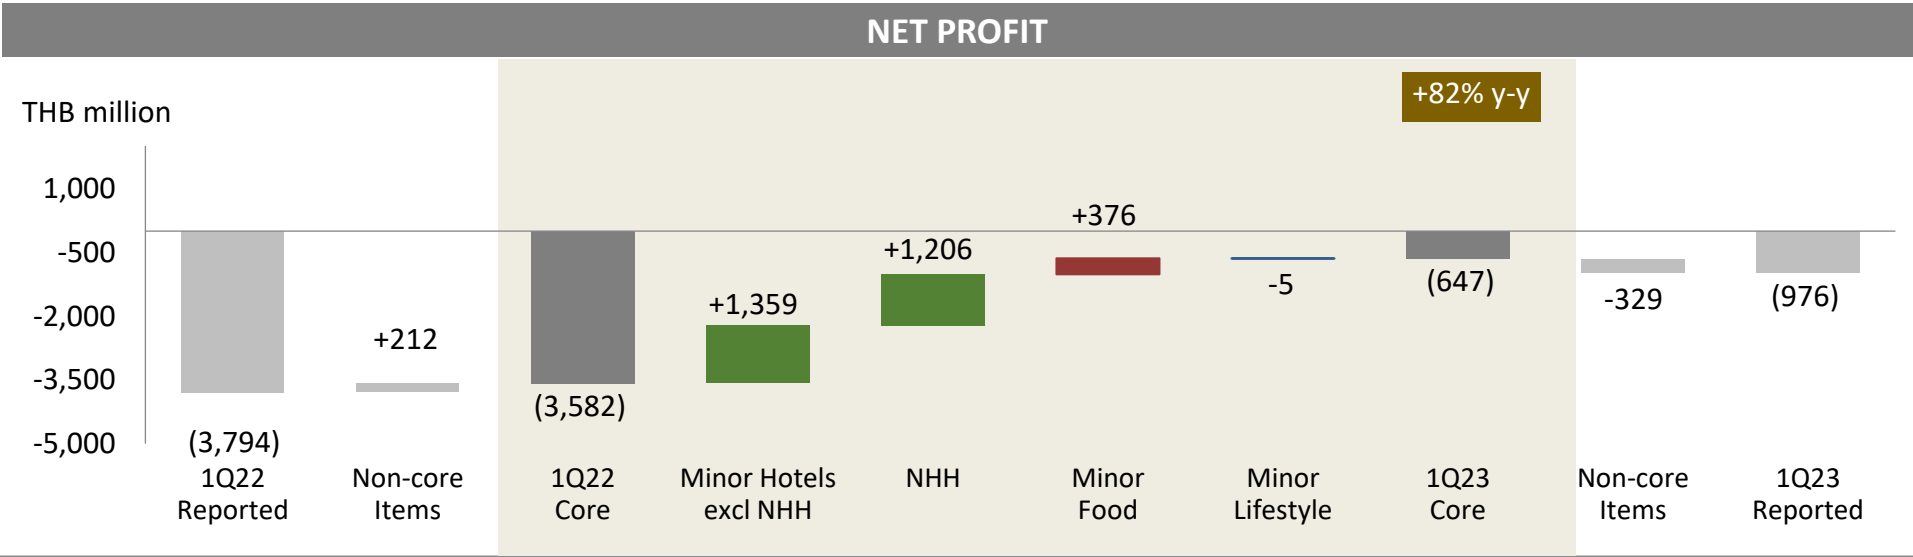 NET PROFIT
+82% y-y
THB million
1,000
-500
-2,000
-3,500
-5,000
(3,794)
+212
(3,582)
+1,359
+1,206
+376
-5
(647)
-329
(976)
1Q22
Reported
Non-core
Items
1Q22
Core
Minor Hotels
excl NHH
NHH
Minor
Food
Minor
Lifestyle
1Q23
Core
Non-core
Items
1Q23
Reported